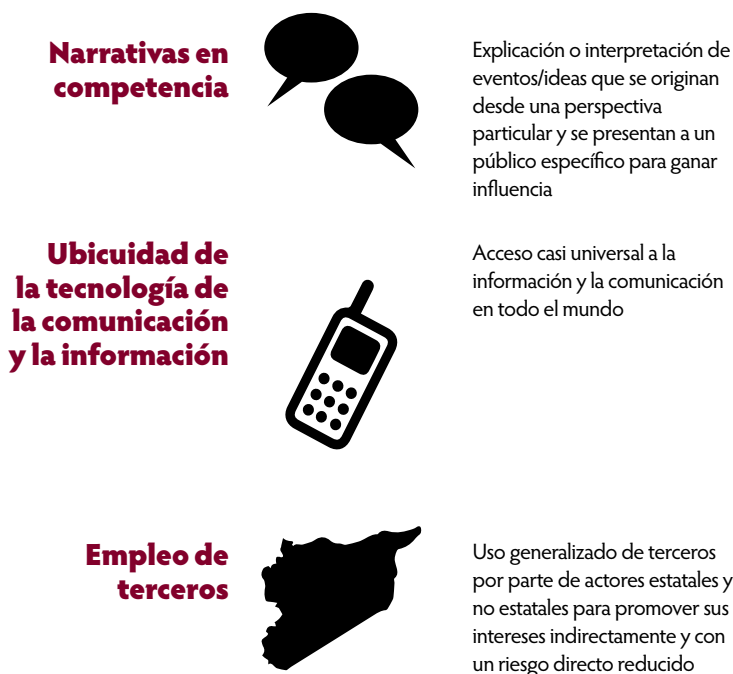 Narrativas en
competencia
Explicación o interpretación de
eventos/ideas que se originan
desde una perspectiva
particular y se presentan a un
público específico para ganar
influencia
Ubicuidad de
la tecnología de
la comunicación
y la información
Acceso casi universal a la
información y la comunicación
en todo el mundo
Empleo de
terceros
Uso generalizado de terceros
por parte de actores estatales y
no estatales para promover sus
intereses indirectamente y con
un riesgo directo reducido